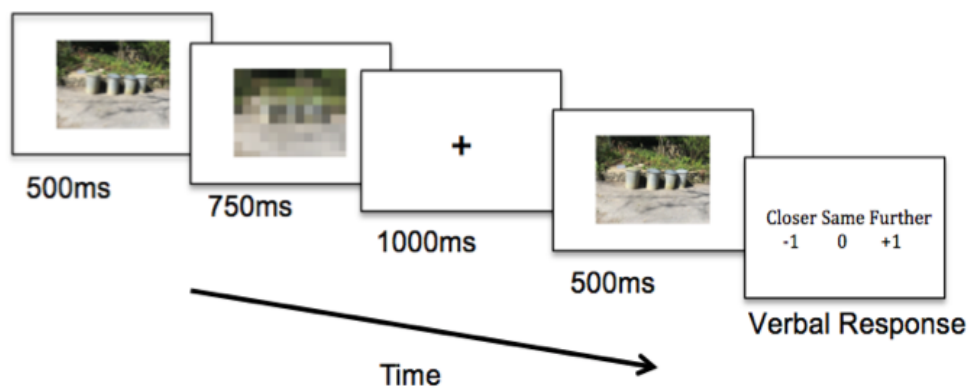 500ms
750ms
+
1000ms
500ms
Closer Same Further
-1 0 +1
Verbal Response
Time